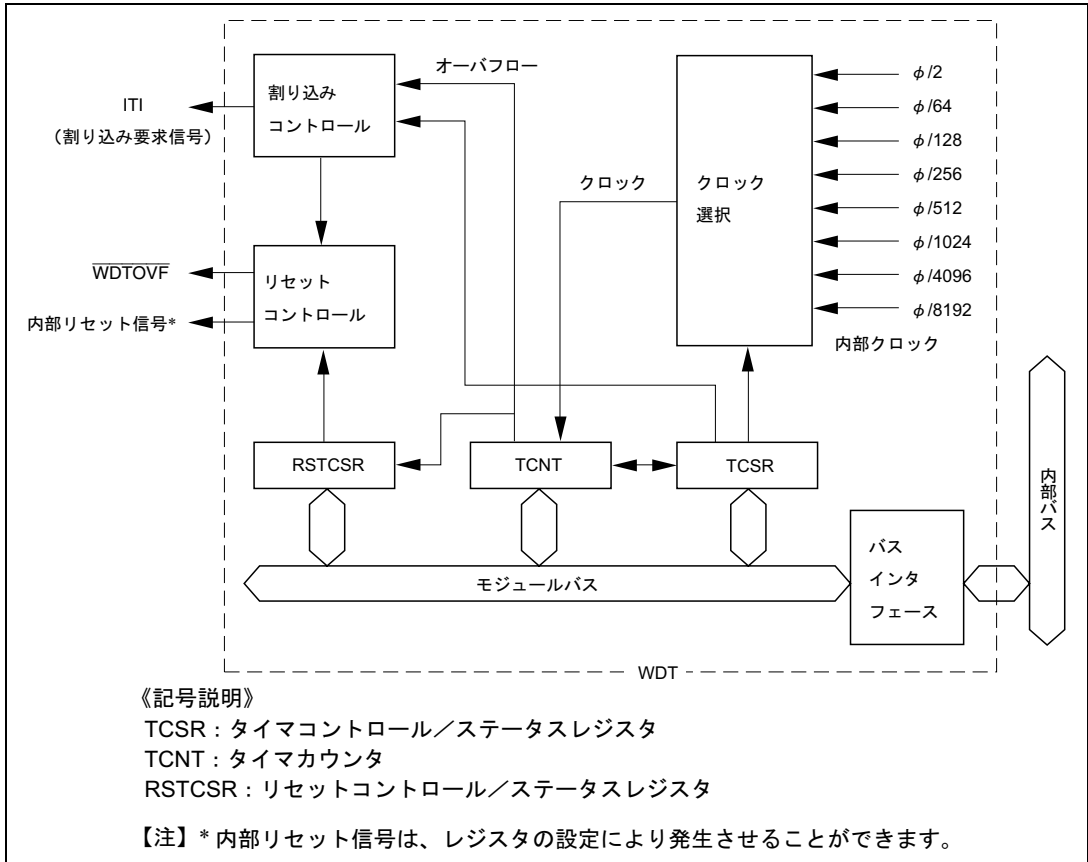 オーバフロー
割り込み
コントロール
ITI
（割り込み要求信号）
φ/2
φ/64
φ/128
φ/256
φ/512
φ/1024
φ/4096
φ/8192
クロック
クロック
選択
内部クロック
WDTOVF
内部リセット信号*
リセット
コントロール
RSTCSR
TCNT
TCSR
モジュールバス
バス
インタ
フェース
内部バス
WDT
《記号説明》
TCSR：タイマコントロール／ステータスレジスタ
TCNT：タイマカウンタ
RSTCSR：リセットコントロール／ステータスレジスタ
【注】* 内部リセット信号は、レジスタの設定により発生させることができます。